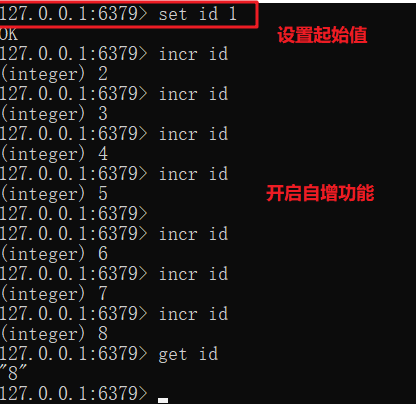 127.0.0.1:6379> set id 1
设置起始值
OK
127.0.0.1:6379> incr id
(integer) 2
127.0.0.1:6379> incr id
(integer) 3
127.0.0.1:6379> incr id
(integer) 4
127.0.0.1:6379> incr id
(integer) 5
开启自增功能
127.0.0.1:6379>
127.0.0.1:6379> incr id
(integer) 6
127.0.0.1:6379> incr id
(integer) 7
127.0.0.1:6379> incr id
(integer) 8
127.0.0.1:6379> get id
"8"
127.0.0.1:6379>